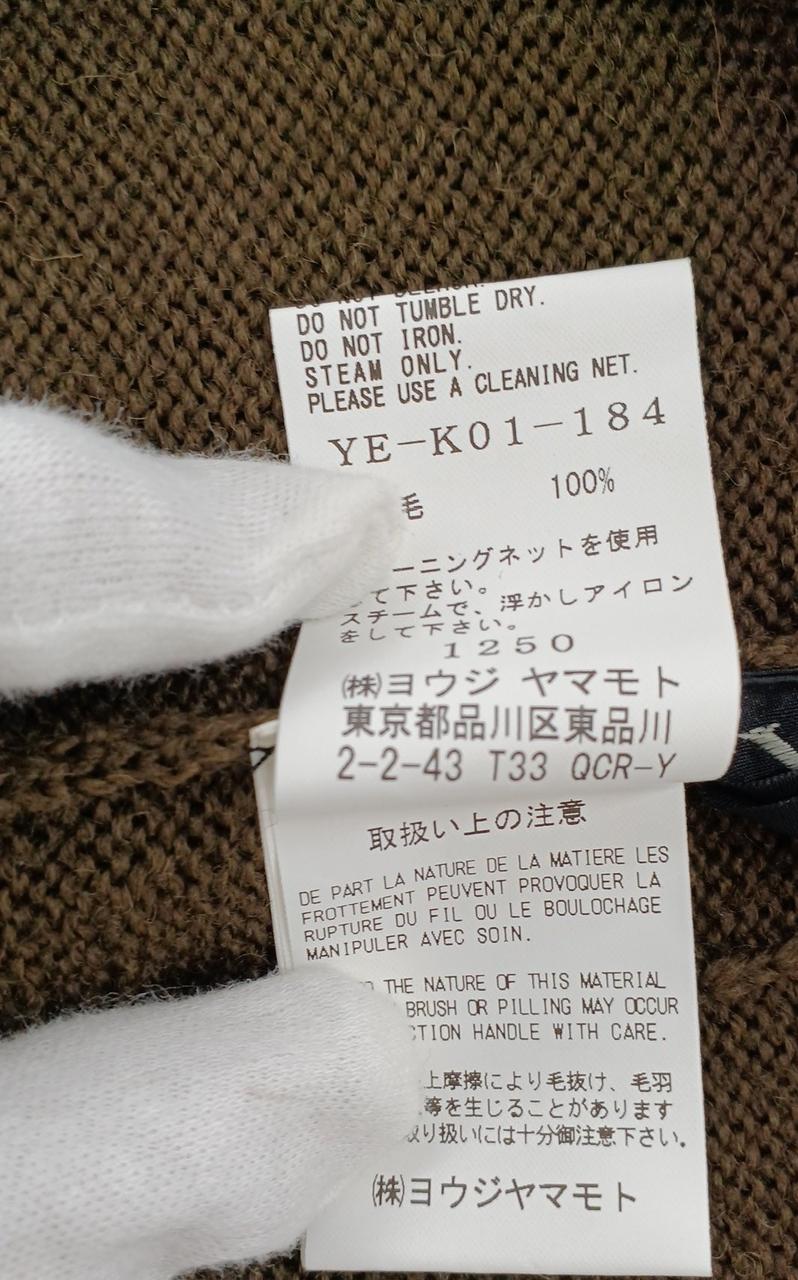 DO NOT TUMBLE DRY.
DO NOT IRON.
STEAM ONLY.
PLEASE USE A CLEANING NET.
YE-K01-184
毛 100%
ーニングネットを使用
て下さい。
スチームで、浮かしアイロン
をして下さい。
1250
㈱ヨウジ ヤマモト
東京都品川区東品川
2-2-43 T33 QCR-Y
取扱い上の注意
DE PART LA NATURE DE LA MATIERE LES
FROTTEMENT PEUVENT PROVOQUER LA
RUPTURE DU FIL OU LE BOULOCHAGE
MANIPULER AVEC SOIN.
THE NATURE OF THIS MATERIAL
BRUSH OR PILLING MAY OCCUR
CTION HANDLE WITH CARE.
上摩擦により毛抜け、毛羽
等を生じることがあります
取り扱いには十分御注意下さい。
㈱ヨウジヤマモト